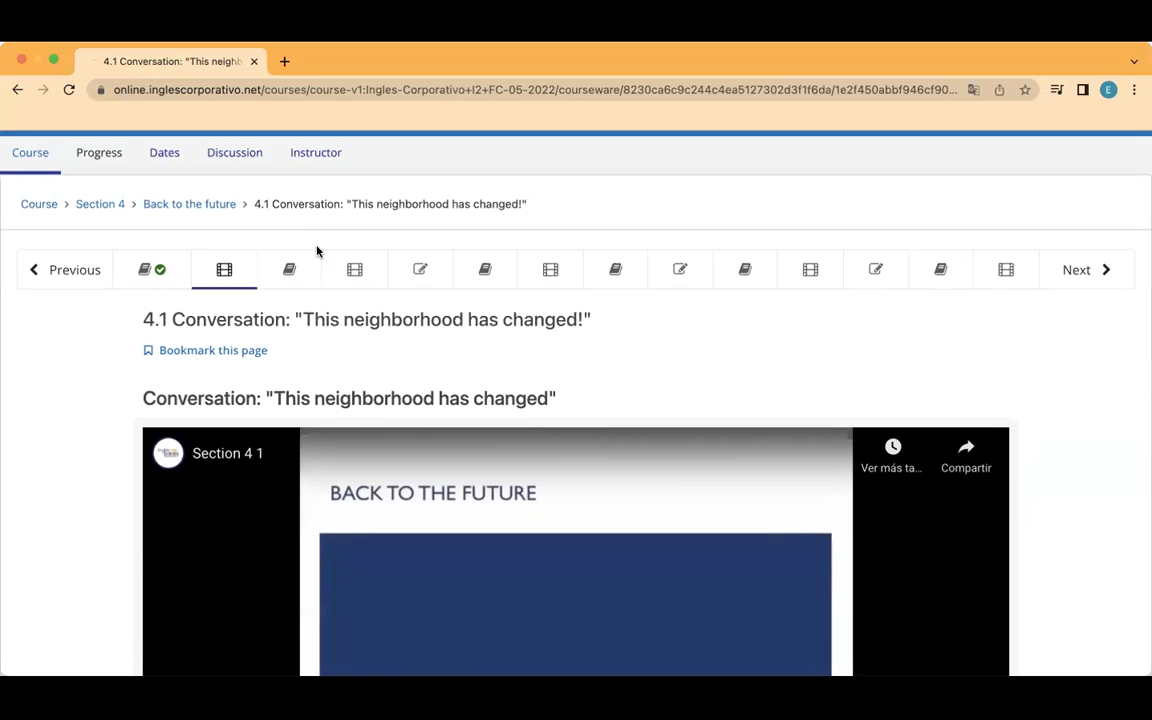 4.1 Conversation: "This neighb
online.inglescorporativo.net/courses/course-v1:Ingles-Corporativo+I2+FC-05-2022/courseware/8230ca6c9c244c4ea5127302d3f1f6da/1e2f450abbf946cf90...
E
Course Progress Dates Discussion Instructor
Course > Section 4 > Back to the future > 4.1 Conversation: "This neighborhood has changed!"
Previous Next
4.1 Conversation: "This neighborhood has changed!"
Bookmark this page
Conversation: "This neighborhood has changed"
Section 4 1
Ver más ta... Compartir
BACK TO THE FUTURE